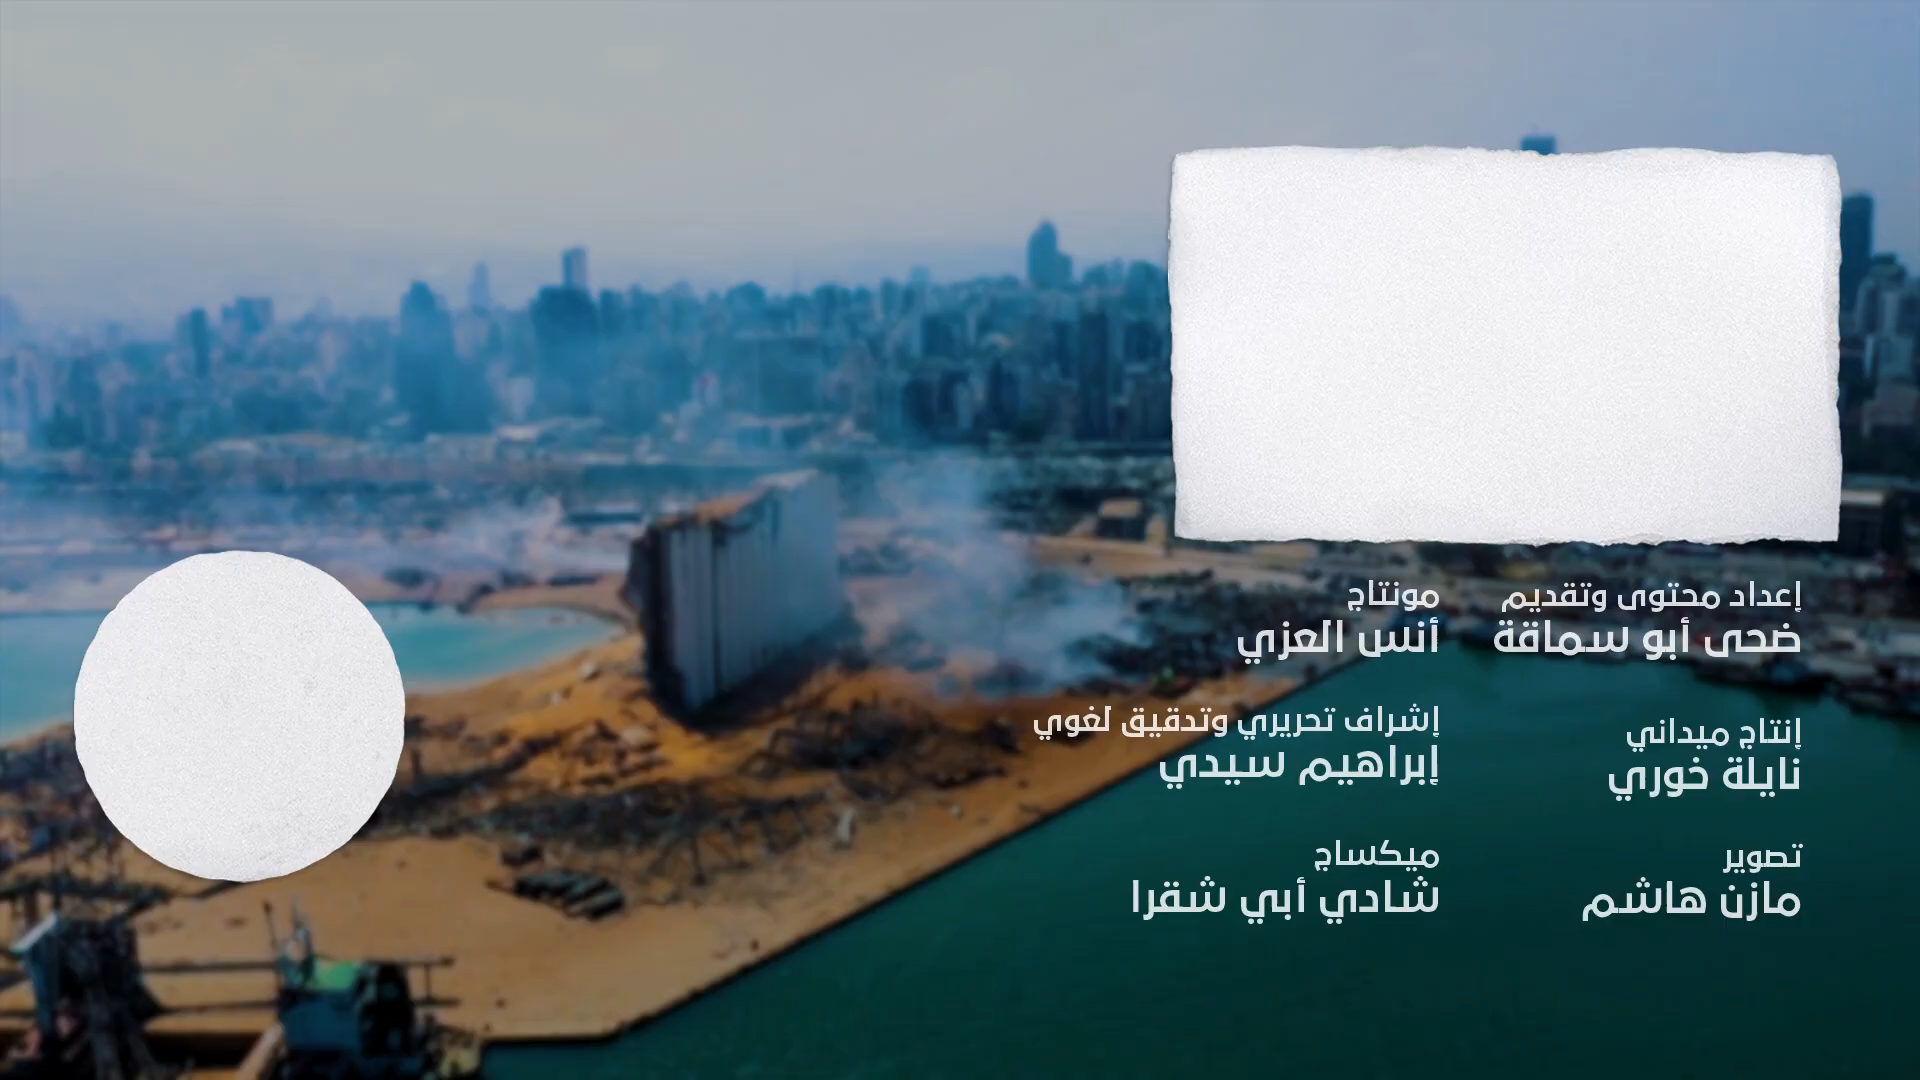 إعداد محتوى وتقديم
ضحى أبو سماقة
إنتاج ميداني
نايلة خوري
تصوير
مازن هاشم
مونتاج
أنس العزي
إشراف تحريري وتدقيق لغوي
إبراهيم سيدي
ميكساج
شادي أبي شقرا